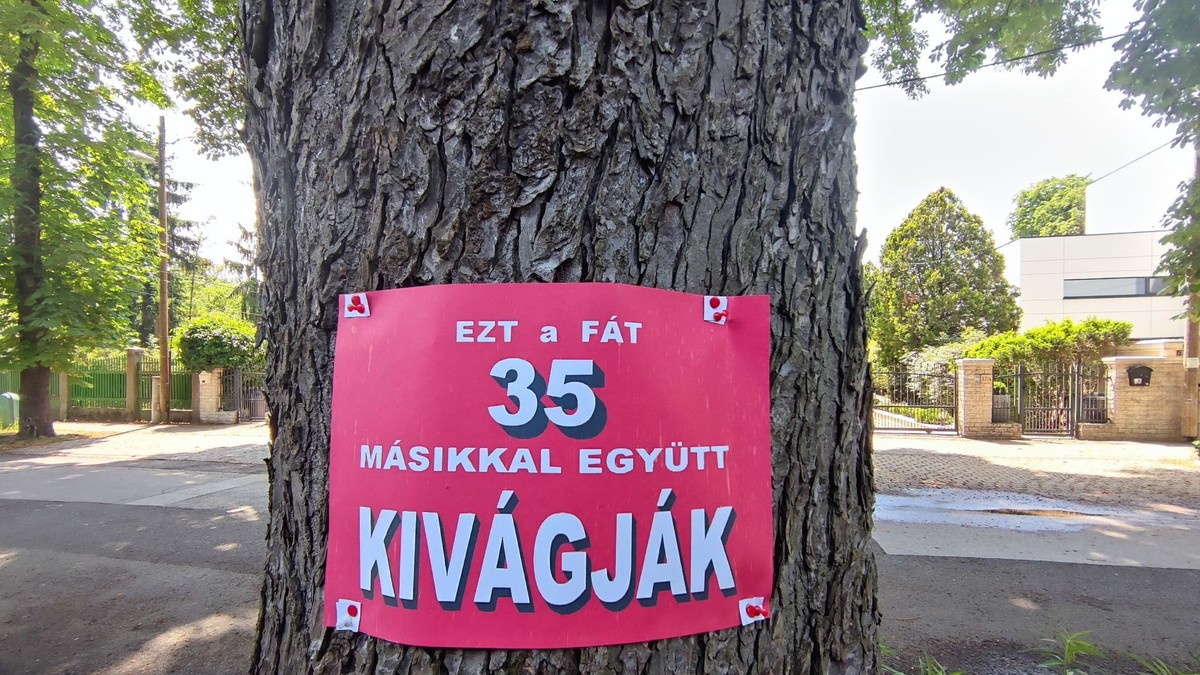 EZT a FÁT
35
MÁSIKKAL EGYÜTT
KIVÁGJÁK